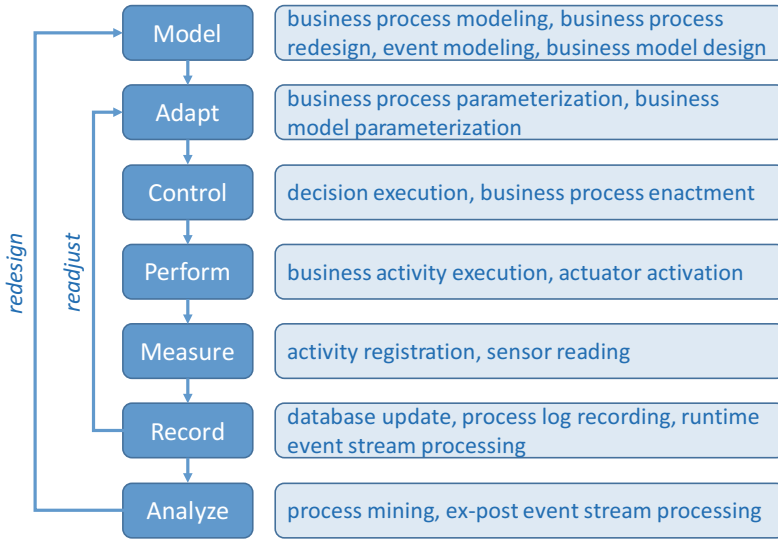 Model
business process modeling, business process
redesign, event modeling, business model design
Adapt
business process parameterization, business
model parameterization
Control
decision execution, business process enactment
Perform
business activity execution, actuator activation
Measure
activity registration, sensor reading
Record
database update, process log recording, runtime
event stream processing
Analyze
process mining, ex-post event stream processing
redesign
readjust